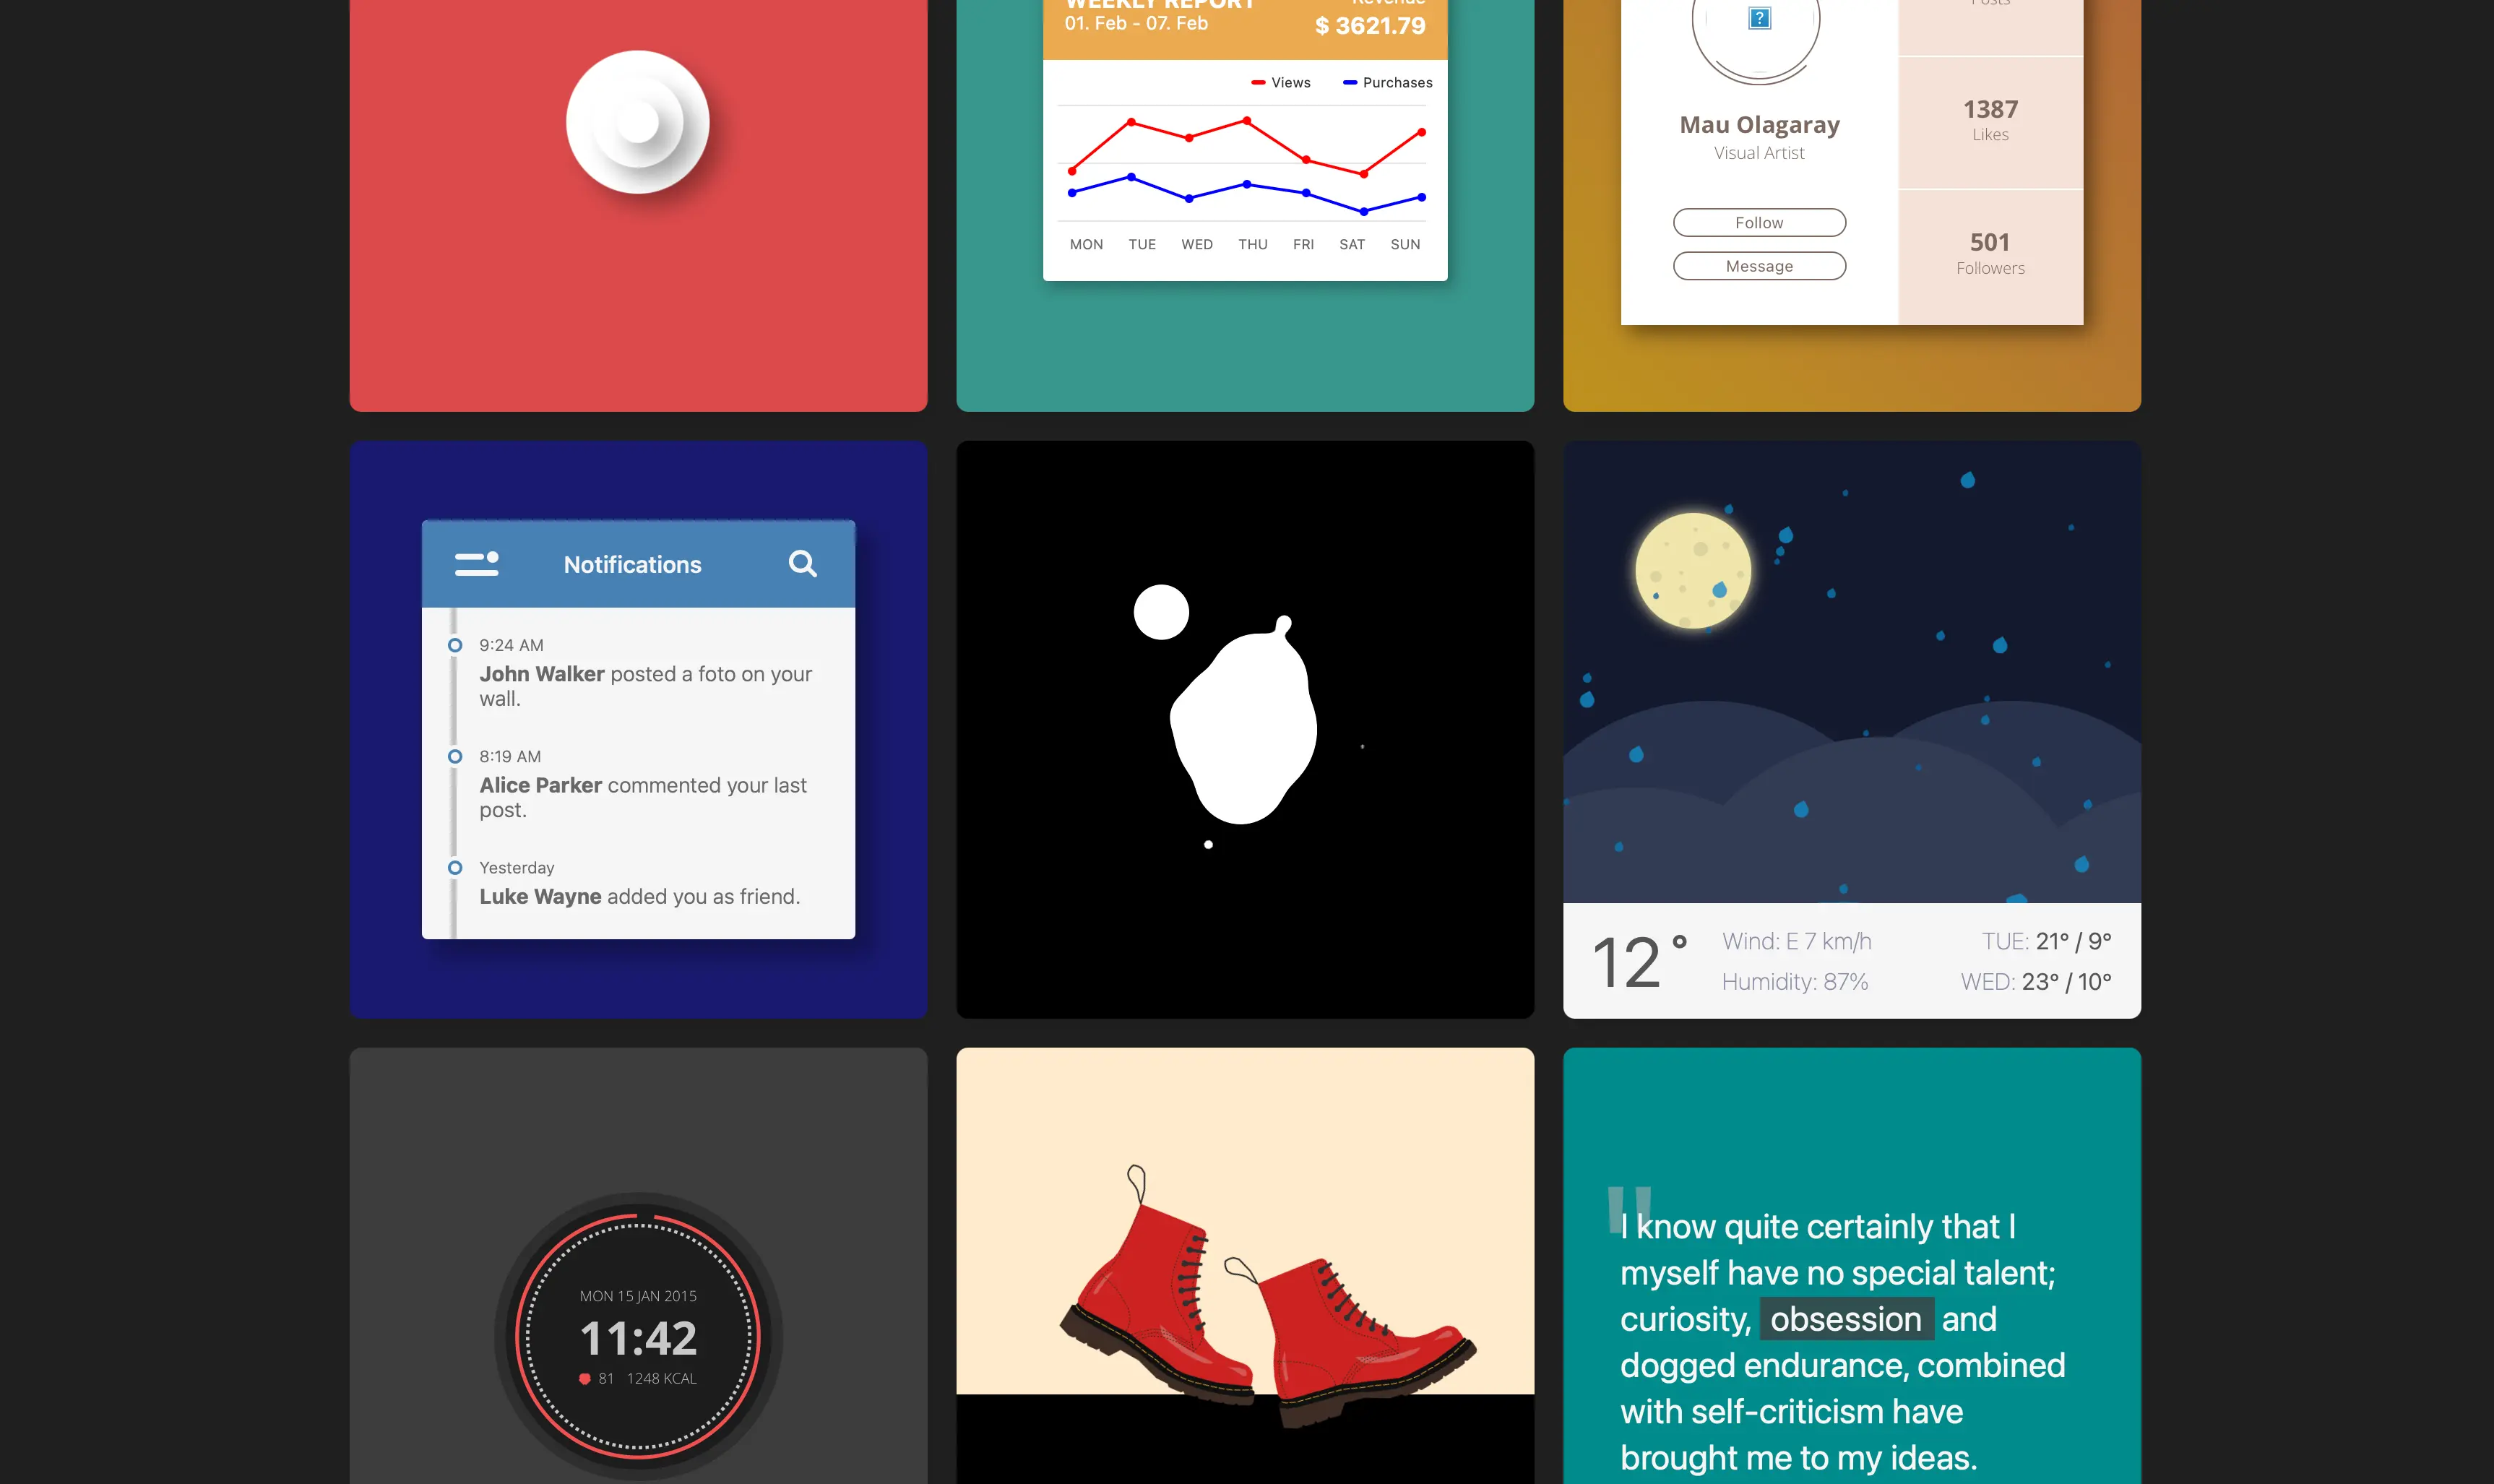 WEEKLY REPORT
Revenue
01. Feb - 07. Feb
$ 3621.79
Views
Purchases
MON TUE WED THU FRI SAT SUN
?
Mau Olagaray
Visual Artist
Follow
Message
Posts
1387
Likes
501
Followers
Notifications
9:24 AM
John Walker posted a foto on your
wall.
8:19 AM
Alice Parker commented your last
post.
Yesterday
Luke Wayne added you as friend.
12°
Wind: E 7 km/h
Humidity: 87%
TUE: 21° / 9°
WED: 23° / 10°
MON 15 JAN 2015
11:42
81 1248 KCAL
"
I know quite certainly that I
myself have no special talent;
curiosity, obsession and
dogged endurance, combined
with self-criticism have
brought me to my ideas.